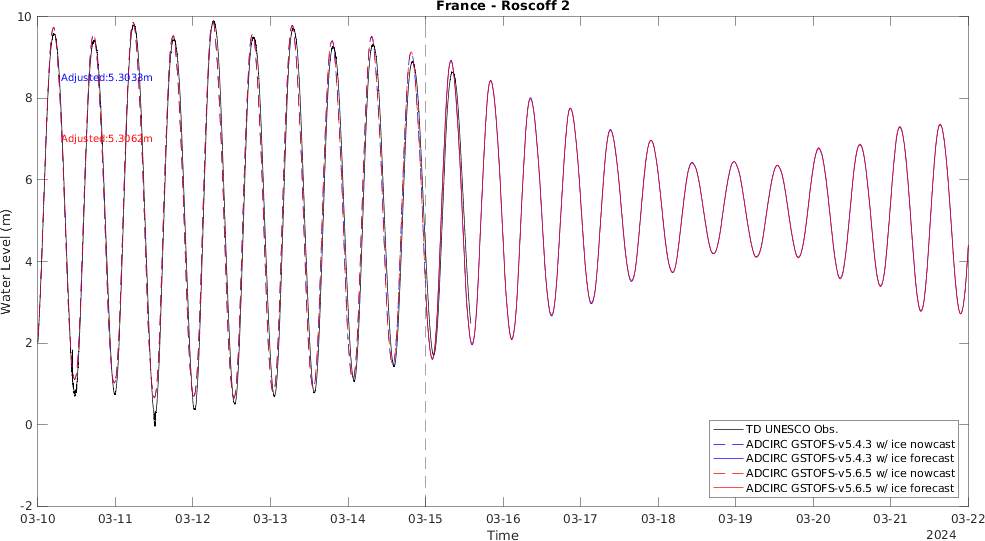 France - Roscoff 2
10
8
6
4
2
0
-2
Water Level (m)
Adjusted:5.3033m
Adjusted:5.3062m
TD UNESCO Obs.
ADCIRC GSTOFS-v5.4.3 w/ ice nowcast
ADCIRC GSTOFS-v5.4.3 w/ ice forecast
ADCIRC GSTOFS-v5.6.5 w/ ice nowcast
ADCIRC GSTOFS-v5.6.5 w/ ice forecast
03-10 03-11 03-12 03-13 03-14 03-15 03-16 03-17 03-18 03-19 03-20 03-21 03-22
Time
2024